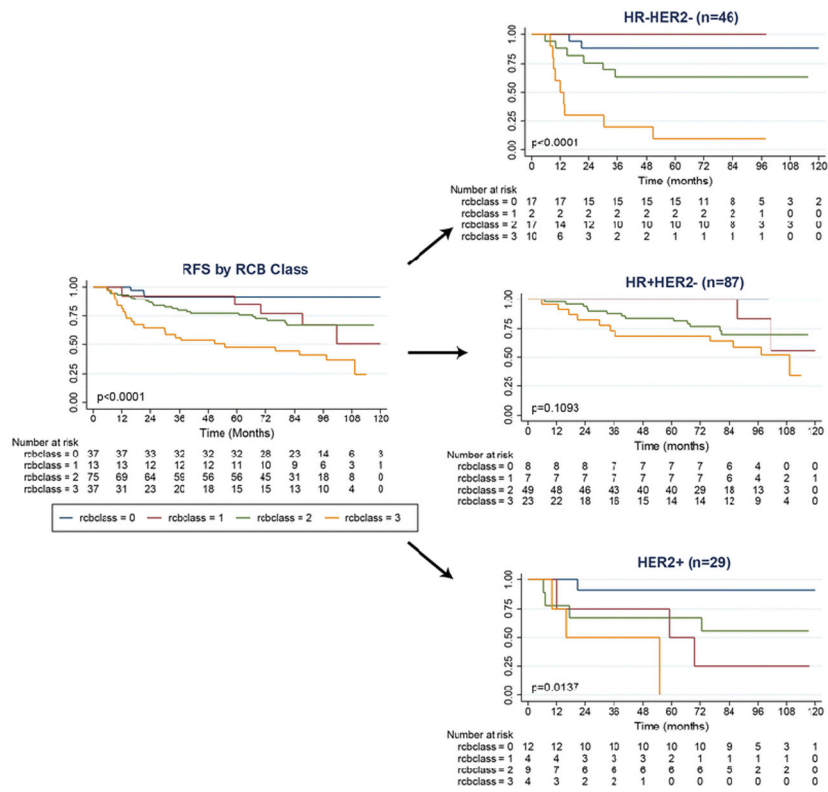 HR-HER2- (n=46)
1.00
0.75
0.50
0.25
0.00
p<0.0001
0 12 24 36 48 60 72 84 96 108 120
Time (months)
Number at risk
rcbclass = 0 17 17 15 15 15 15 11 8 5 3 2
rcbclass = 1 2 2 2 2 2 2 2 2 1 0 0
rcbclass = 2 17 14 12 10 10 10 10 8 3 3 0
rcbclass = 3 10 6 3 2 2 1 1 1 1 0 0
RFS by RCB Class
1.00
0.75
0.50
0.25
0.00
p<0.0001
0 12 24 36 48 60 72 84 96 108 120
Time (Months)
Number at risk
rcbclass = 0 37 37 33 32 32 32 28 23 14 6 3
rcbclass = 1 13 13 12 12 12 11 10 9 6 3 1
rcbclass = 2 75 69 64 59 56 56 45 31 18 8 0
rcbclass = 3 37 31 23 20 18 15 15 13 10 4 0
rcbclass = 0 rcbclass = 1 rcbclass = 2 rcbclass = 3
HR+HER2- (n=87)
1.00
0.75
0.50
0.25
0.00
p=0.1093
0 12 24 36 48 60 72 84 96 108 120
Time (months)
Number at risk
rcbclass = 0 8 8 8 7 7 7 7 6 4 0 0
rcbclass = 1 7 7 7 7 7 7 7 6 4 2 1
rcbclass = 2 49 48 46 43 40 40 29 18 13 3 0
rcbclass = 3 23 22 18 16 15 14 14 12 9 4 0
HER2+ (n=29)
1.00
0.75
0.50
0.25
0.00
p=0.0137
0 12 24 36 48 60 72 84 96 108 120
Time (months)
Number at risk
rcbclass = 0 12 12 10 10 10 10 10 9 5 3 1
rcbclass = 1 4 4 3 3 3 2 1 1 1 1 0
rcbclass = 2 9 7 6 6 6 6 6 5 2 2 0
rcbclass = 3 4 3 2 2 1 0 0 0 0 0 0